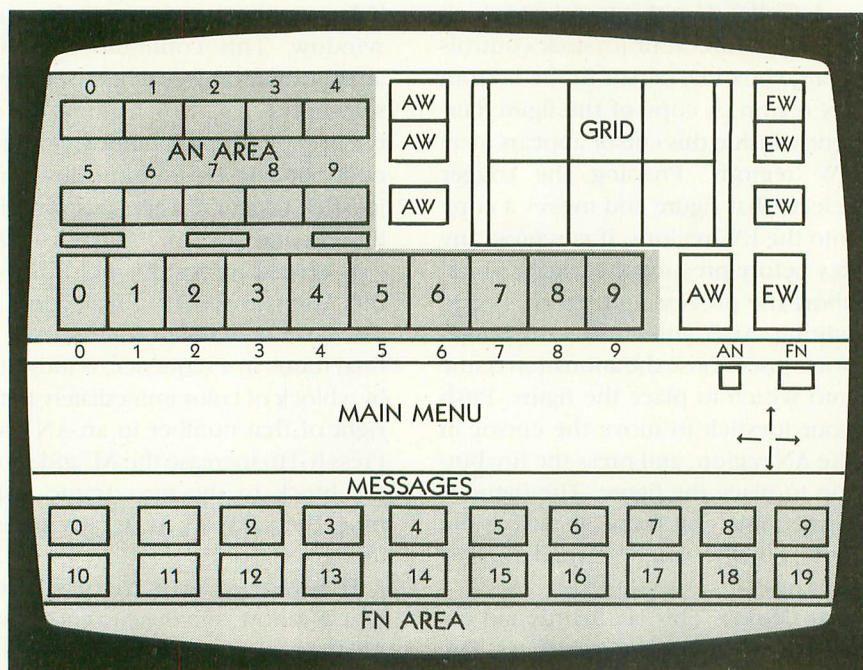 0 1 2 3 4
AN AREA
5 6 7 8 9
AW
AW
AW
GRID
EW
EW
EW
0 1 2 3 4 5 6 7 8 9
AW EW
0 1 2 3 4 5 6 7 8 9 AN FN
MAIN MENU
MESSAGES
0 1 2 3 4 5 6 7 8 9
10 11 12 13 14 15 16 17 18 19
FN AREA